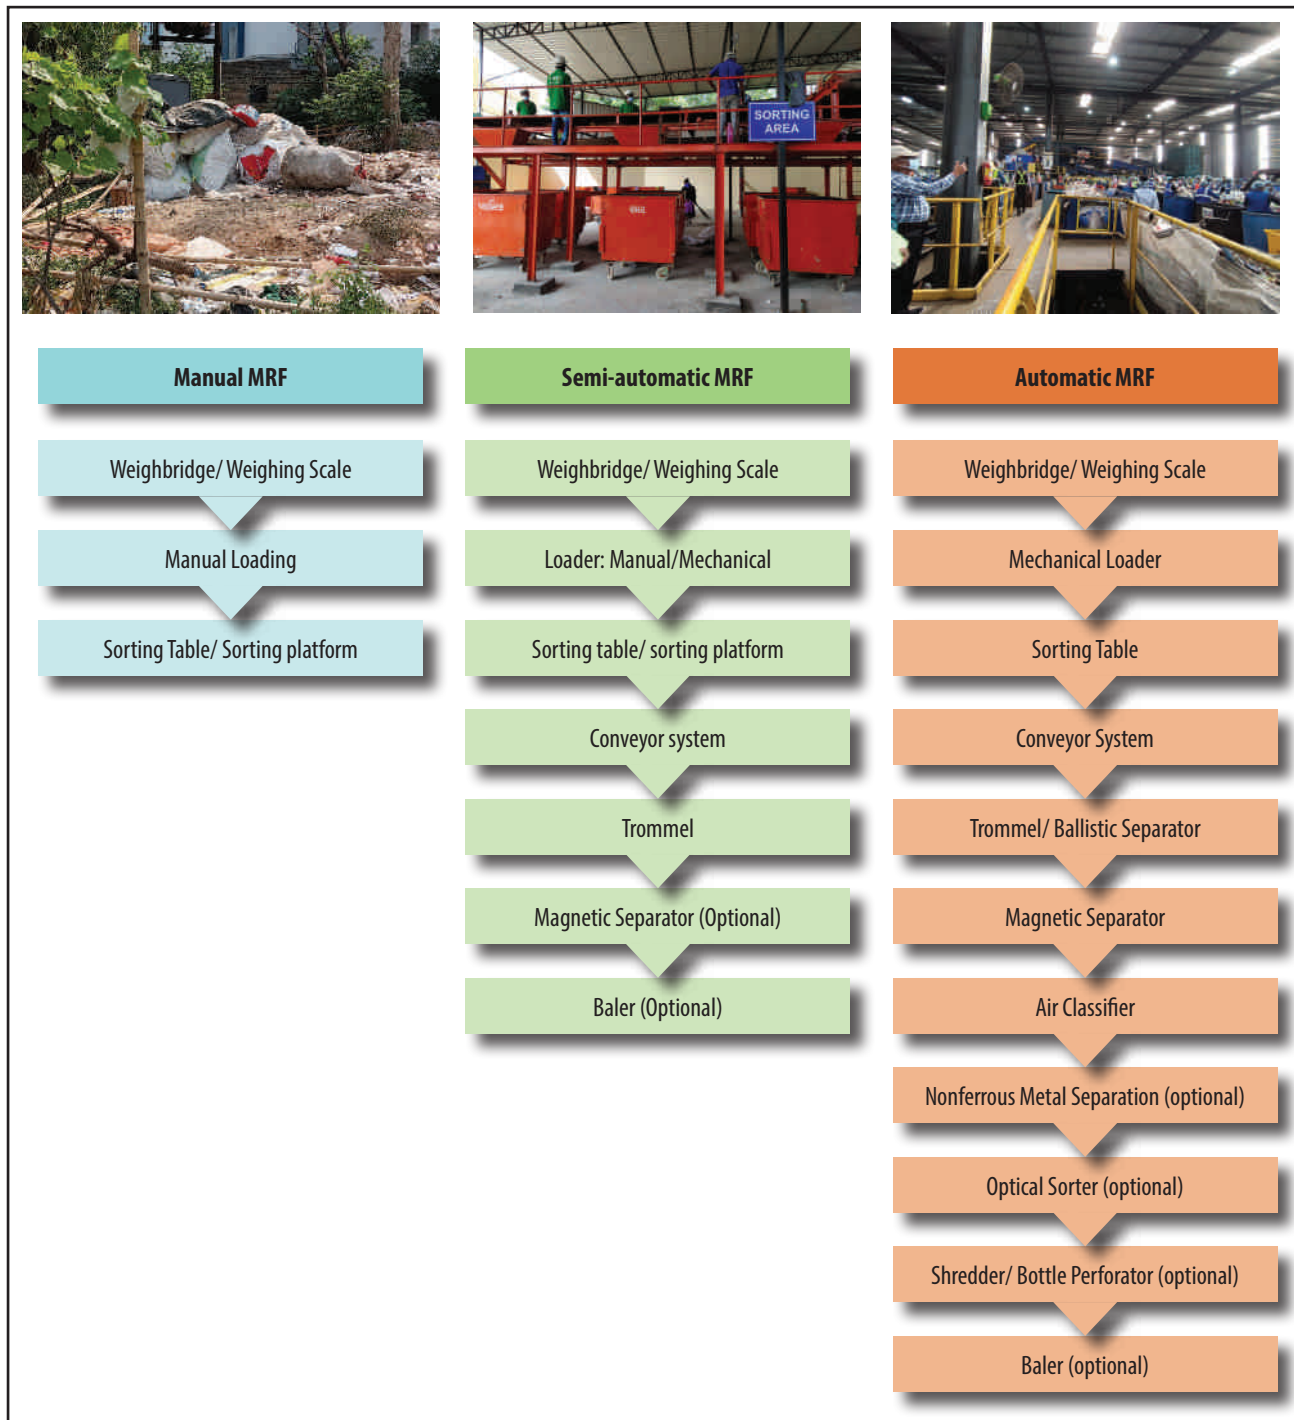 SORTING
AREA
Manual MRF
Weighbridge/ Weighing Scale
Manual Loading
Sorting Table/ Sorting platform
Semi-automatic MRF
Weighbridge/ Weighing Scale
Loader: Manual/Mechanical
Sorting table/ sorting platform
Conveyor system
Trommel
Magnetic Separator (Optional)
Baler (Optional)
Automatic MRF
Weighbridge/ Weighing Scale
Mechanical Loader
Sorting Table
Conveyor System
Trommel/ Ballistic Separator
Magnetic Separator
Air Classifier
Nonferrous Metal Separation (optional)
Optical Sorter (optional)
Shredder/ Bottle Perforator (optional)
Baler (optional)